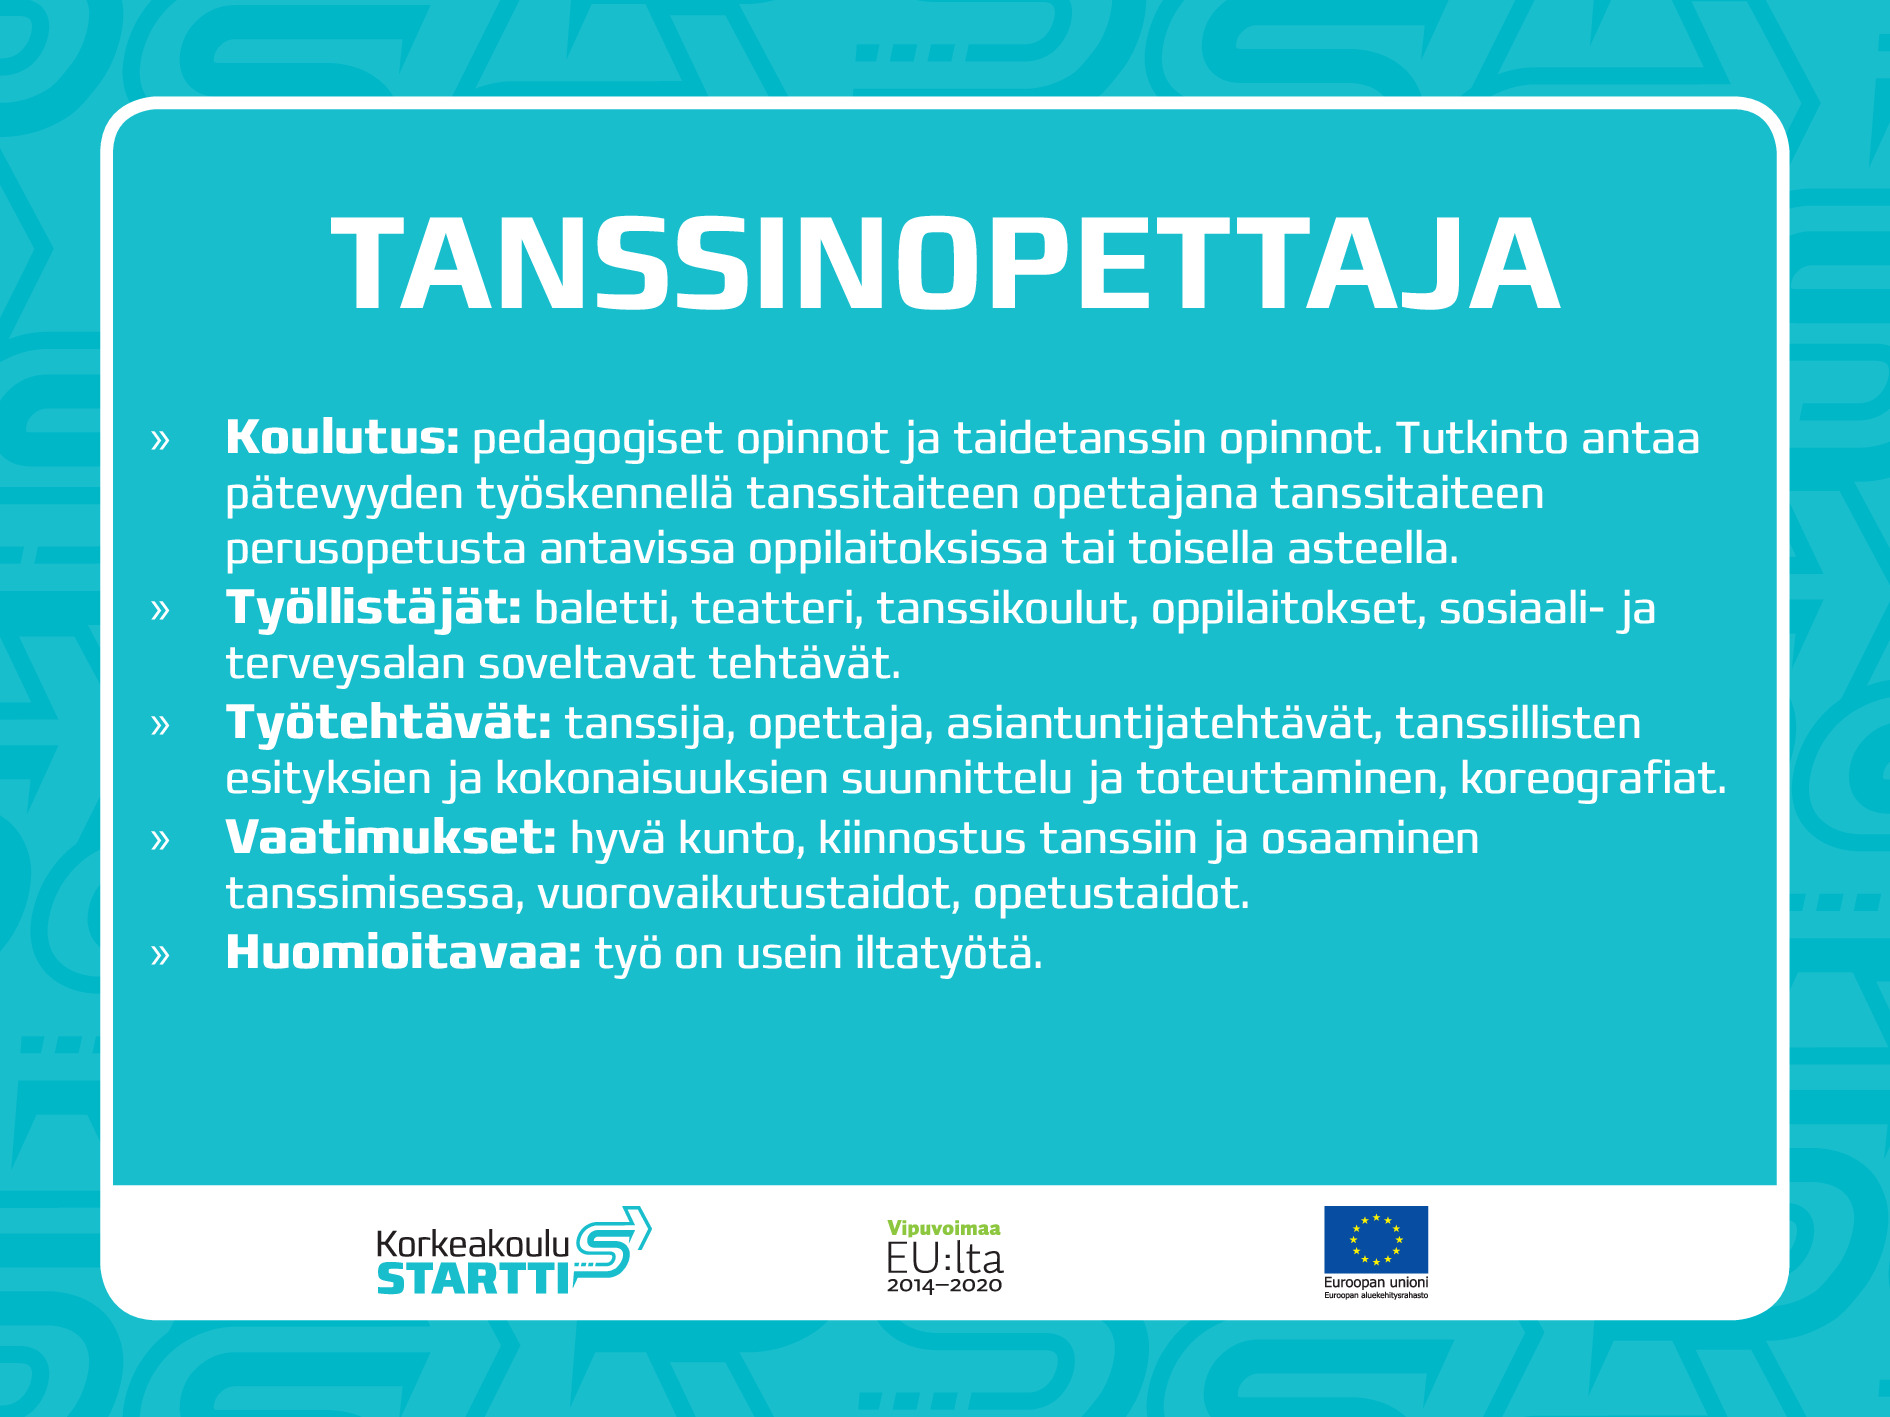 TANSSINOPETTAJA
» Koulutus: pedagogiset opinnot ja taidetanssin opinnot. Tutkinto antaa
pätevyyden työskennellä tanssitaiteen opettajana tanssitaiteen
perusopetusta antavissa oppilaitoksissa tai toisella asteella.
» Työllistäjät: baletti, teatteri, tanssikoulut, oppilaitokset, sosiaali- ja
terveysalan soveltavat tehtävät.
» Työtehtävät: tanssija, opettaja, asiantuntijatehtävät, tanssillisten
esityksien ja kokonaisuuksien suunnittelu ja toteuttaminen, koreografiat.
» Vaatimukset: hyvä kunto, kiinnostus tanssiin ja osaaminen
tanssimisessa, vuorovaikutustaidot, opetustaidot.
» Huomioitavaa: työ on usein iltatyötä.
Korkeakoulu
STARTTI
Vipuvoimaa
EU:lta
2014–2020
Euroopan unioni
Euroopan aluekehitysrahasto